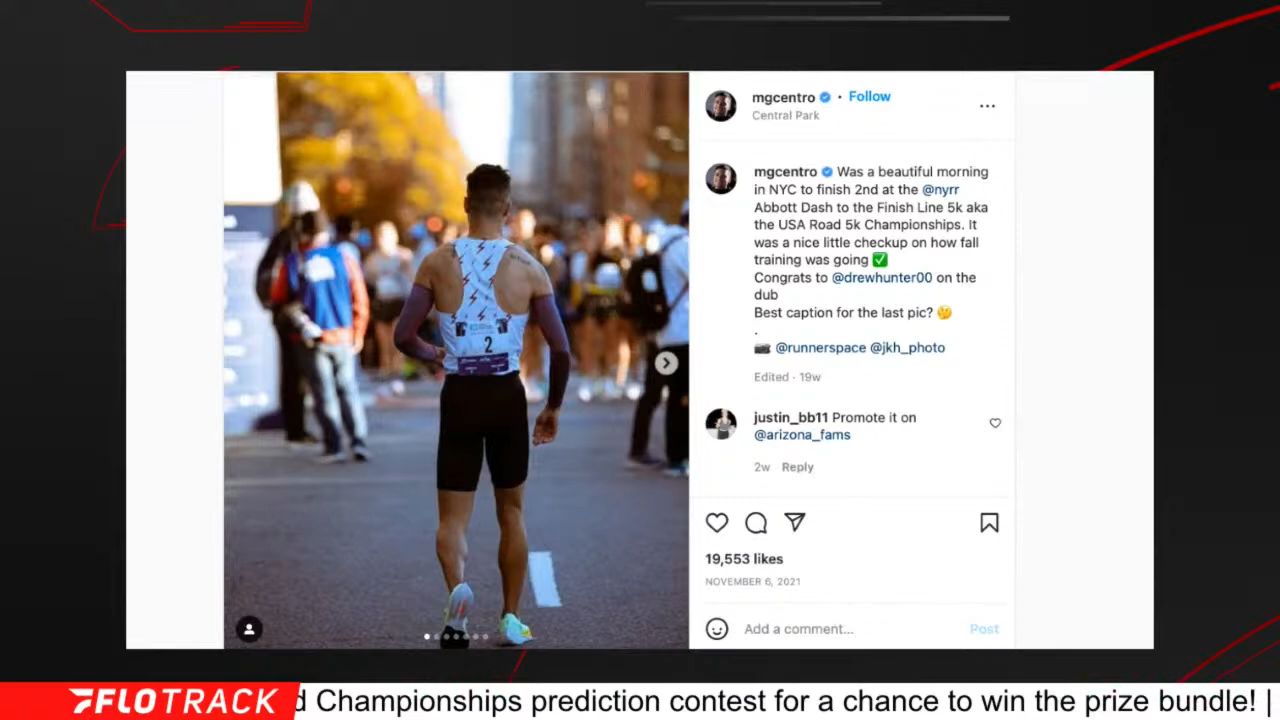 mgcentro • Follow
Central Park
mgcentro Was a beautiful morning
in NYC to finish 2nd at the @nyrr
Abbott Dash to the Finish Line 5k aka
the USA Road 5k Championships. It
was a nice little checkup on how fall
training was going ✅
Congrats to @drewhunter00 on the
dub
Best caption for the last pic? 🤔
.
📷 @runnerspace @jkh_photo
Edited · 19w
justin_bb11 Promote it on
@arizona_fams
2w Reply
19,553 likes
NOVEMBER 6, 2021
Add a comment... Post
2
FLOTRACK
d Championships prediction contest for a chance to win the prize bundle! |